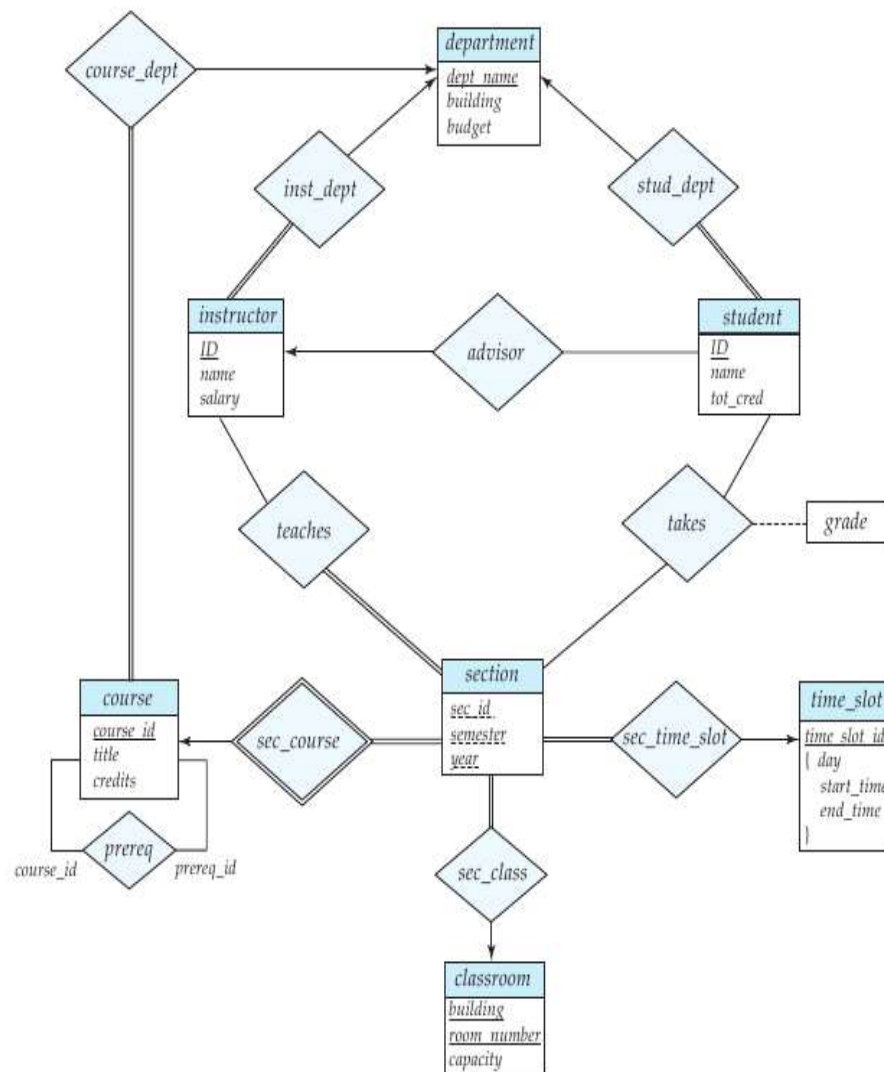 department
course_dept
dept_name
building
budget
inst_dept
stud_dept
instructor
ID
name
salary
advisor
student
ID
name
tot_cred
teaches
takes
grade
course
course_id
title
credits
sec_course
section
sec_id
semester
year
sec_time_slot
time_slot
time_slot_id
{ day
start_time
end_time
}
prereq
course_id
prereq_id
sec_class
classroom
building
room_number
capacity